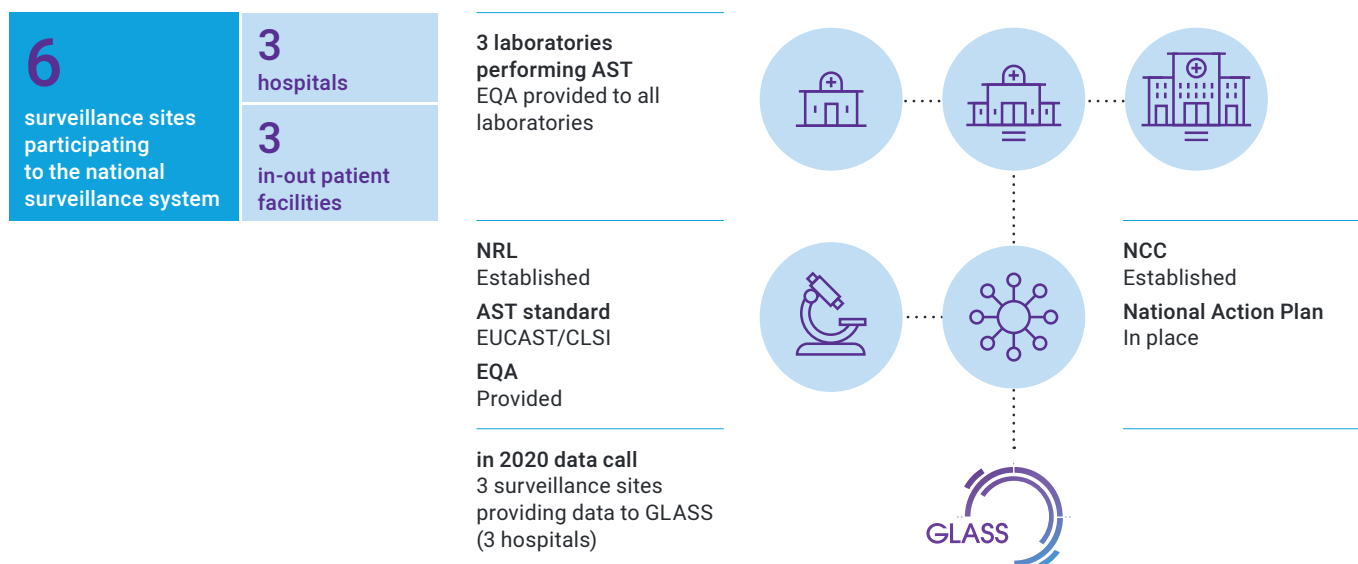 6
surveillance sites
participating
to the national
surveillance system
3
hospitals
3
in-out patient
facilities
3 laboratories
performing AST
EQA provided to all
laboratories
NRL
Established
AST standard
EUCAST/CLSI
EQA
Provided
NCC
Established
National Action Plan
In place
in 2020 data call
3 surveillance sites
providing data to GLASS
(3 hospitals)
GLASS